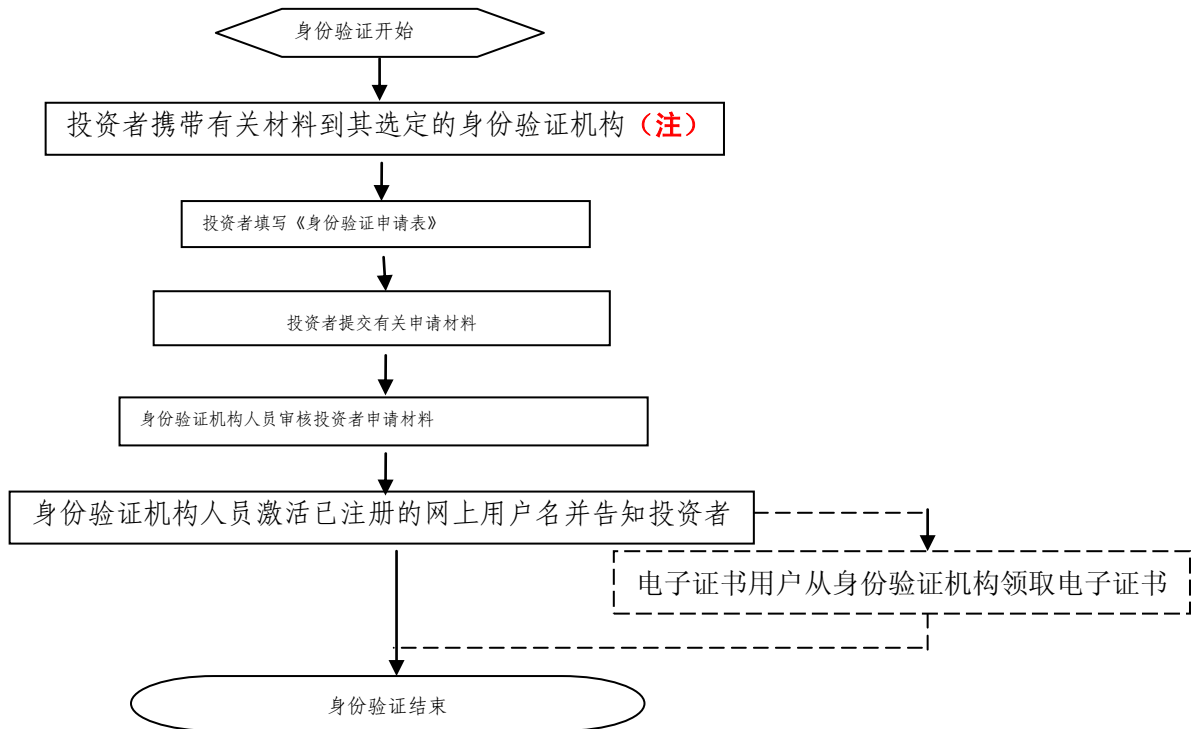 身份验证开始
投资者携带有关材料到其选定的身份验证机构（注）
投资者填写《身份验证申请表》
投资者提交有关申请材料
身份验证机构人员审核投资者申请材料
身份验证机构人员激活已注册的网上用户名并告知投资者
电子证书用户从身份验证机构领取电子证书
身份验证结束